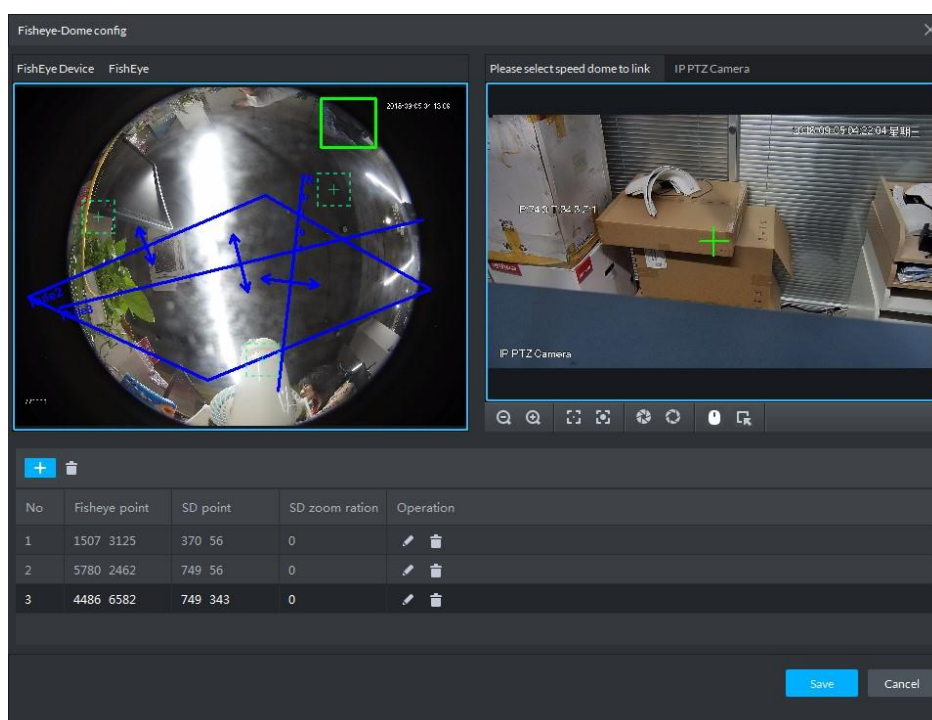 Fisheye-Dome config
FishEye Device FishEye
Please select speed dome to link IP PTZ Camera
IP PTZ Camera
No Fisheye point SD point SD zoom ration Operation
1 1507 3125 370 56 0
2 5780 2462 749 56 0
3 4486 6582 749 343 0
Save Cancel